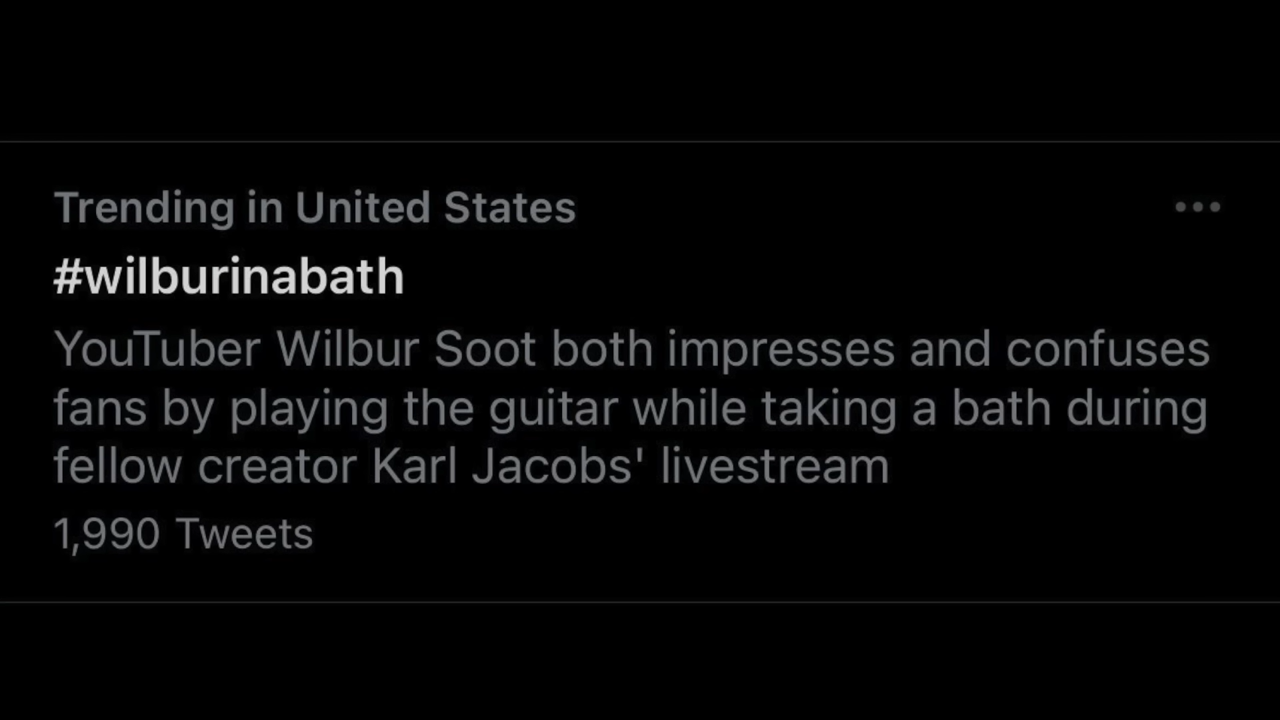 Trending in United States
#wilburinabath
YouTuber Wilbur Soot both impresses and confuses
fans by playing the guitar while taking a bath during
fellow creator Karl Jacobs' livestream
1,990 Tweets